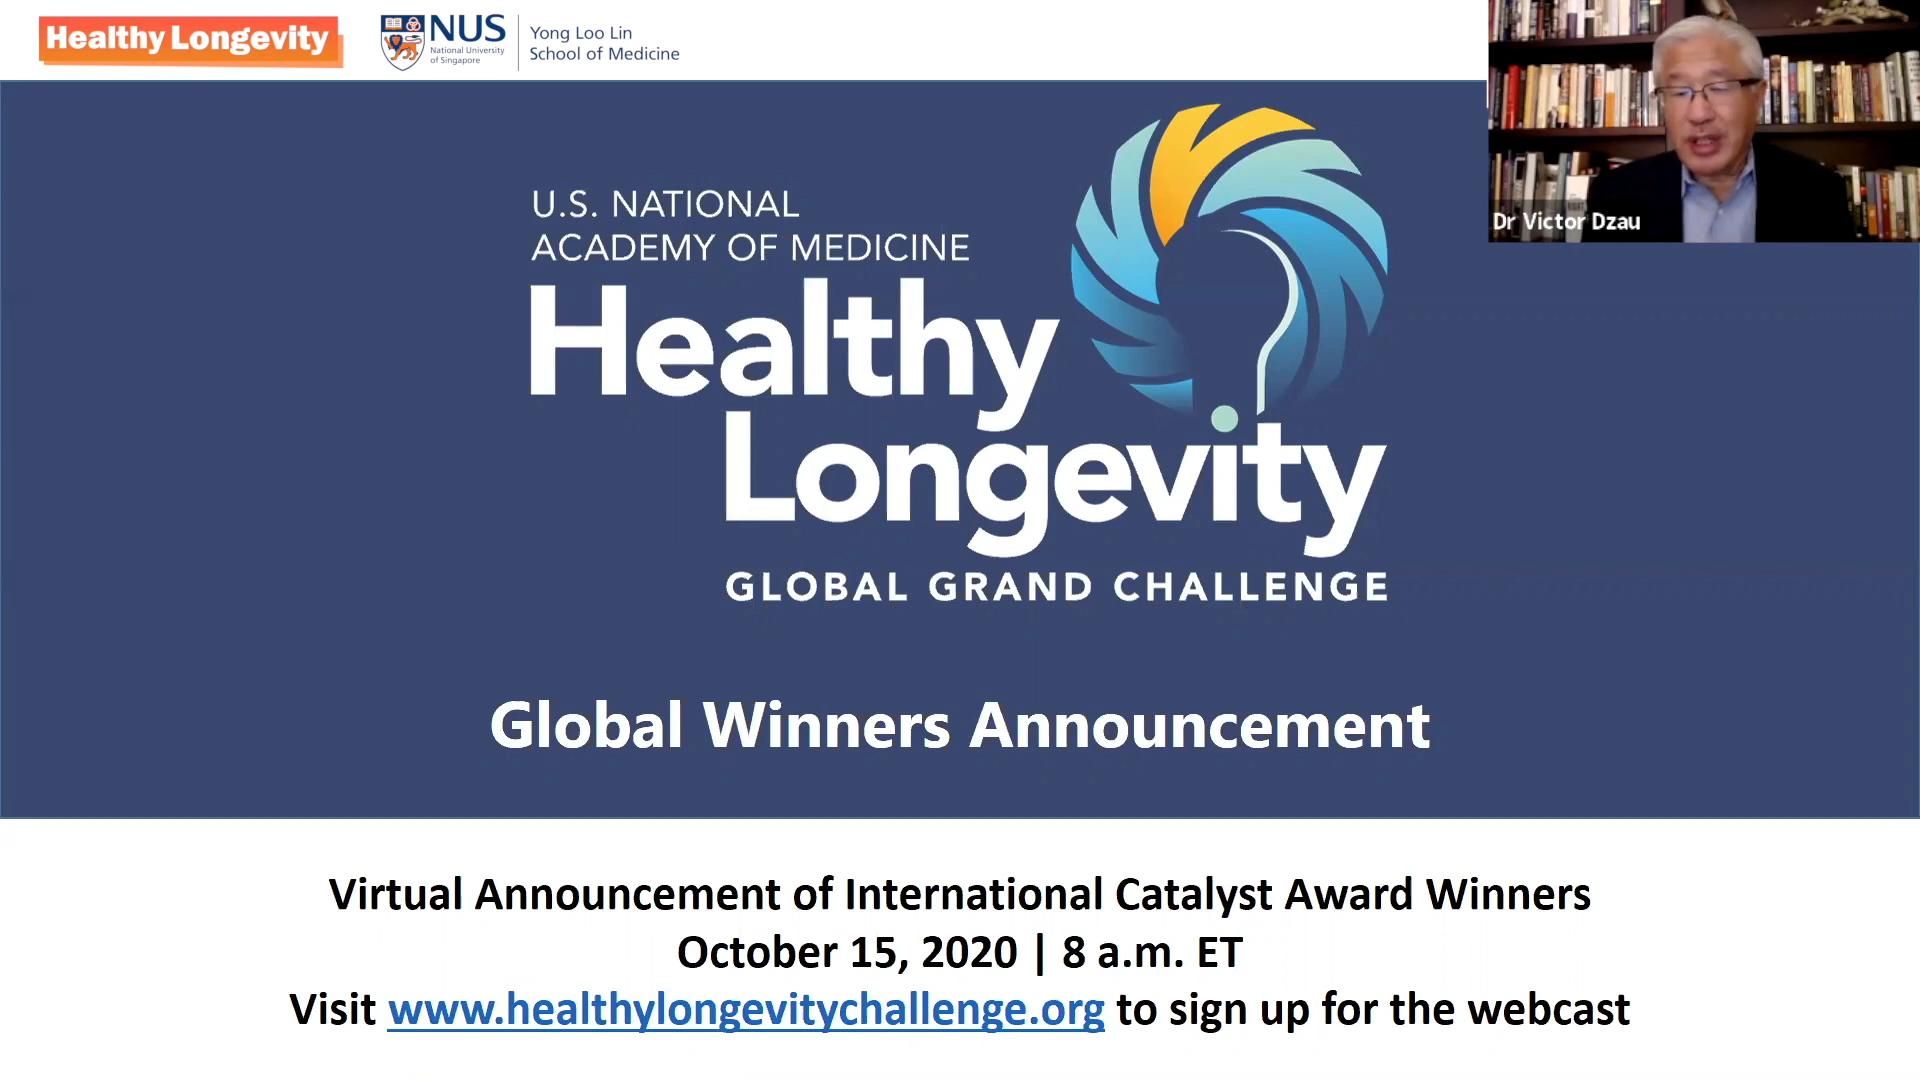 Healthy Longevity
NUS
National University
of Singapore
Yong Loo Lin
School of Medicine
Dr Victor Dzau
U.S. NATIONAL
ACADEMY OF MEDICINE
Healthy
Longevity
GLOBAL GRAND CHALLENGE
Global Winners Announcement
Virtual Announcement of International Catalyst Award Winners
October 15, 2020 | 8 a.m. ET
Visit www.healthylongevitychallenge.org to sign up for the webcast